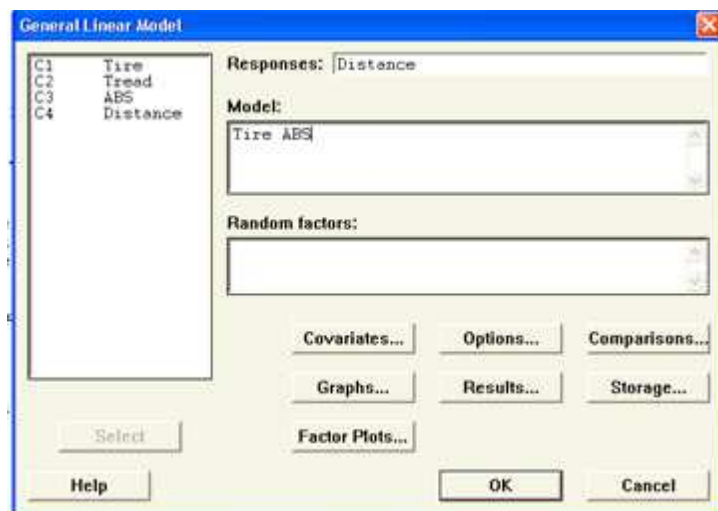 General Linear Model
C1 Tire
C2 Tread
C3 ABS
C4 Distance
Responses: Distance
Model:
Tire ABS
Random factors:
Covariates... Options... Comparisons...
Graphs... Results... Storage...
Select Factor Plots...
Help OK Cancel